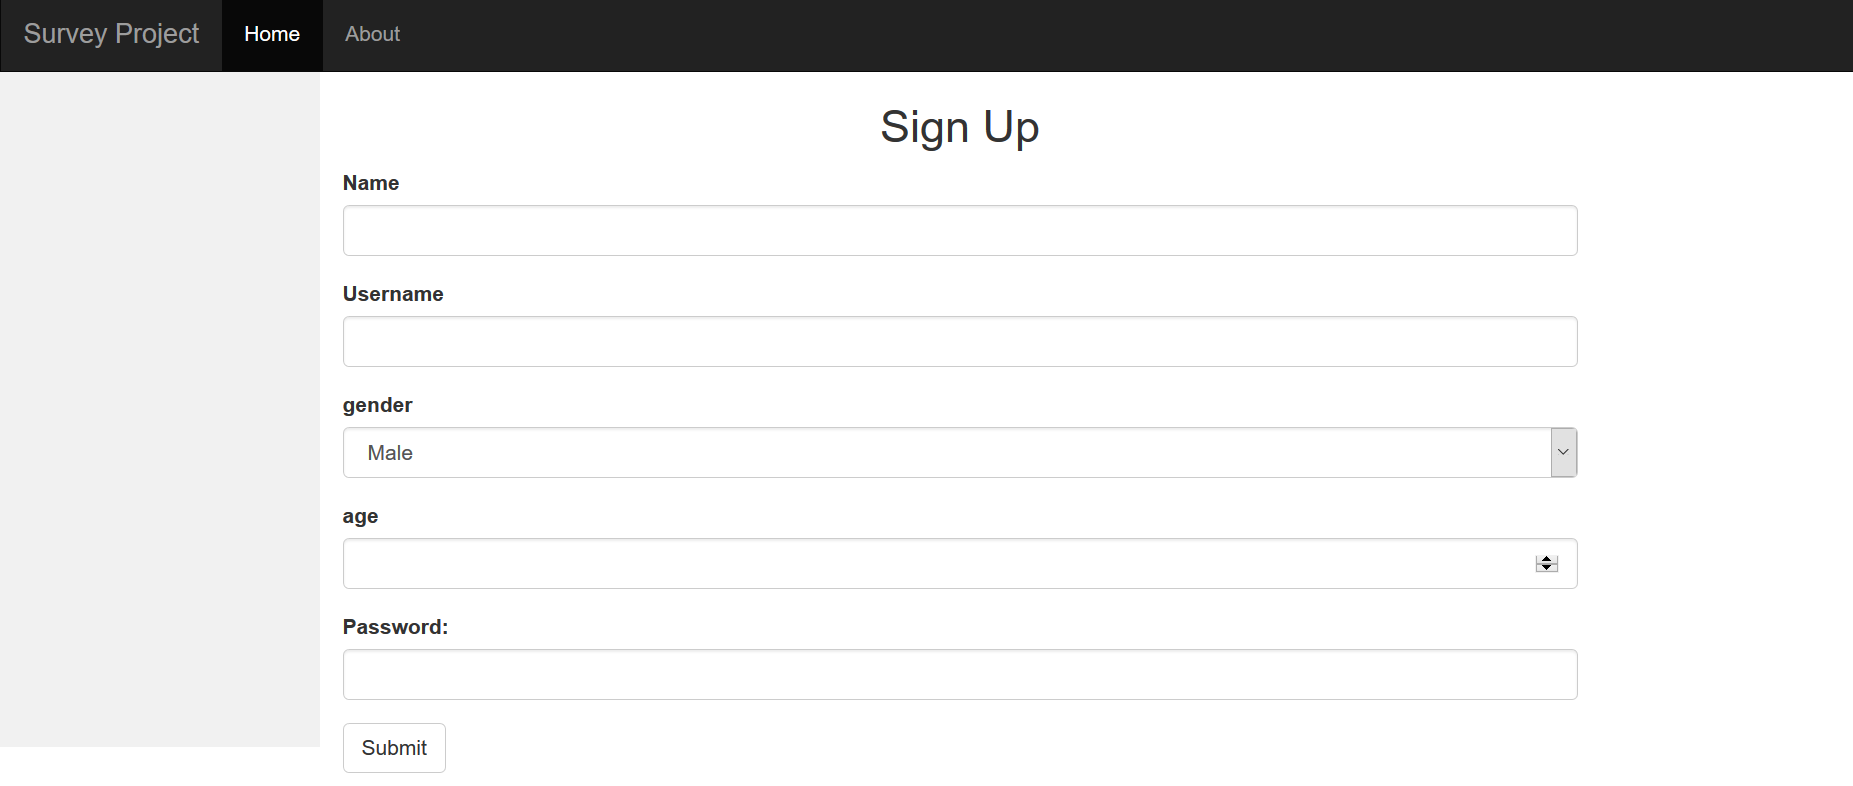 Survey Project Home About
Sign Up
Name
Username
gender
Male
age
Password:
Submit